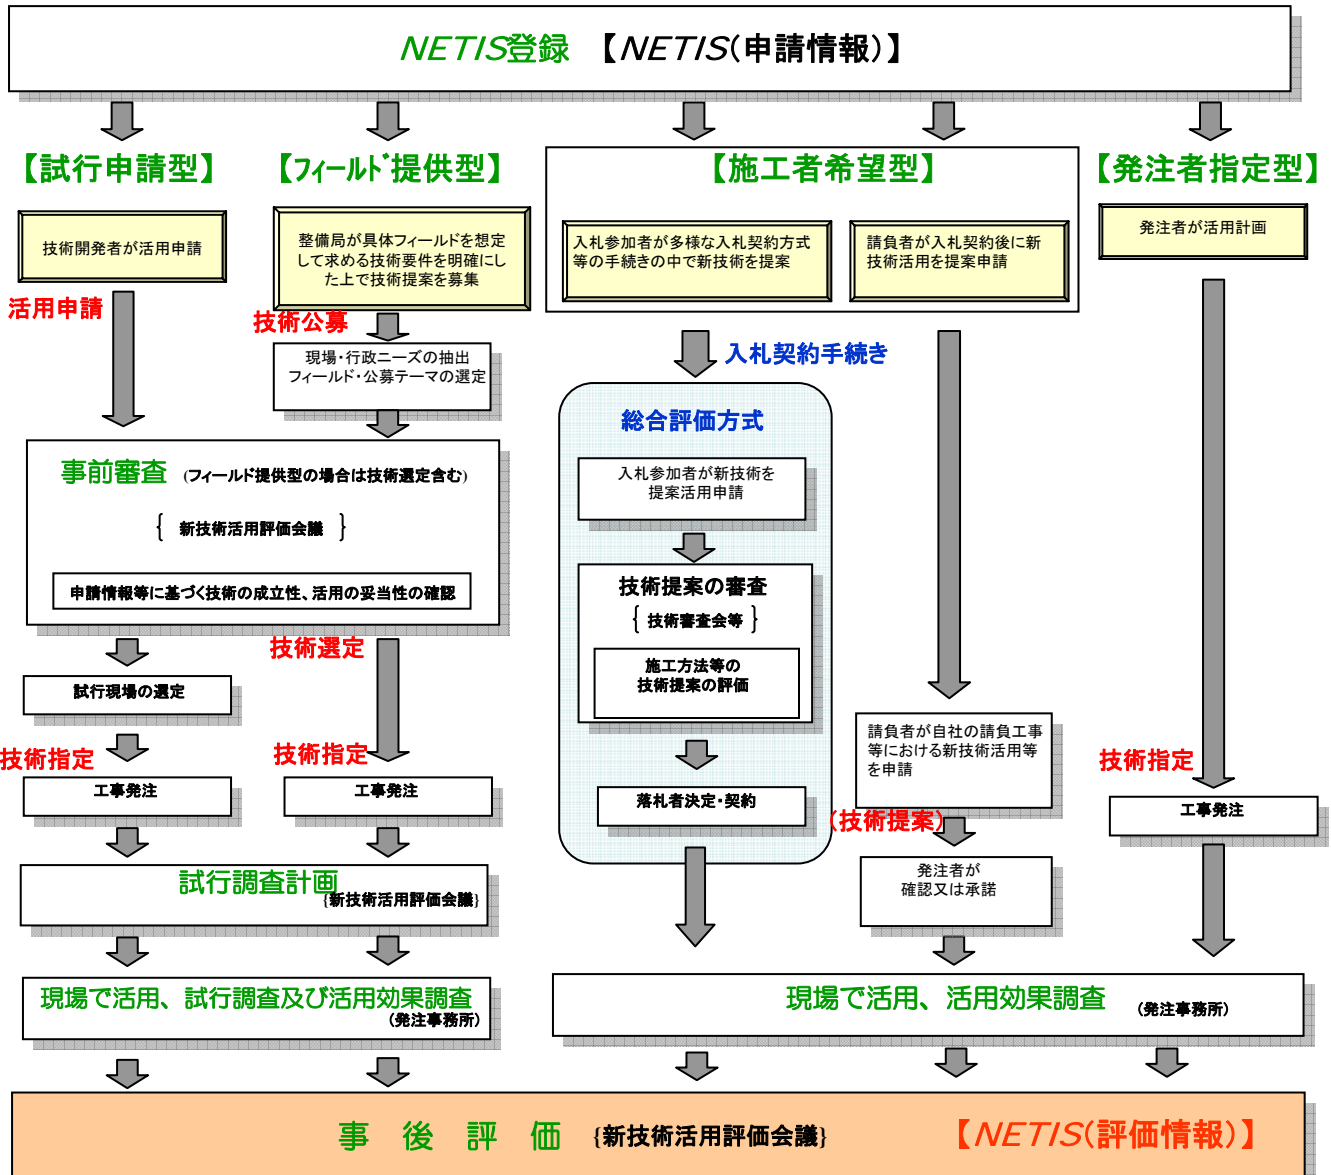 NETIS登録 【NETIS(申請情報)】
【試行申請型】
【フィールド提供型】
【施工者希望型】
【発注者指定型】
技術開発者が活用申請
整備局が具体フィールドを想定
して求める技術要件を明確にし
た上で技術提案を募集
入札参加者が多様な入札契約方式
等の手続きの中で新技術を提案
請負者が入札契約後に新
技術活用を提案申請
発注者が活用計画
活用申請
技術公募
現場・行政ニーズの抽出
フィールド・公募テーマの選定
入札契約手続き
総合評価方式
事前審査 (フィールド提供型の場合は技術選定含む)
{ 新技術活用評価会議 }
申請情報等に基づく技術の成立性、活用の妥当性の確認
入札参加者が新技術を
提案活用申請
技術提案の審査
{ 技術審査会等 }
施工方法等の
技術提案の評価
落札者決定・契約
技術選定
試行現場の選定
技術指定
技術指定
工事発注
工事発注
請負者が自社の請負工事
等における新技術活用等
を申請
(技術提案)
発注者が
確認又は承諾
技術指定
工事発注
試行調査計画
{新技術活用評価会議}
現場で活用、試行調査及び活用効果調査
(発注事務所)
現場で活用、活用効果調査 (発注事務所)
事後評価 {新技術活用評価会議} 【NETIS(評価情報)】